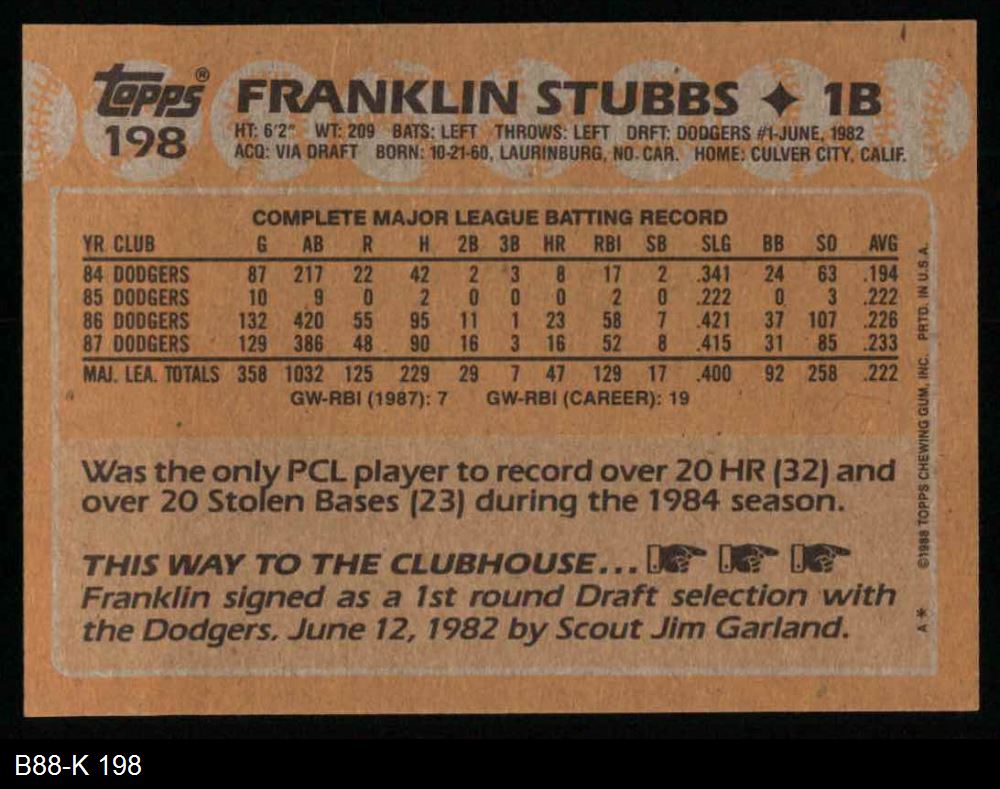 topps®
198
FRANKLIN STUBBS ✦ 1B
HT: 6'2" WT: 209 BATS: LEFT THROWS: LEFT DRFT: DODGERS #1-JUNE, 1982
ACQ: VIA DRAFT BORN: 10-21-60, LAURINBURG, NO. CAR. HOME: CULVER CITY, CALIF.
COMPLETE MAJOR LEAGUE BATTING RECORD
YR CLUB G AB R H 2B 3B HR RBI SB SLG BB SO AVG
84 DODGERS 87 217 22 42 2 3 8 17 2 .341 24 63 .194
85 DODGERS 10 9 0 2 0 0 0 2 0 .222 0 3 .222
86 DODGERS 132 420 55 95 11 1 23 58 7 .421 37 107 .226
87 DODGERS 129 386 48 90 16 3 16 52 8 .415 31 85 .233
MAJ. LEA. TOTALS 358 1032 125 229 29 7 47 129 17 .400 92 258 .222
GW-RBI (1987): 7 GW-RBI (CAREER): 19
Was the only PCL player to record over 20 HR (32) and
over 20 Stolen Bases (23) during the 1984 season.
THIS WAY TO THE CLUBHOUSE...
Franklin signed as a 1st round Draft selection with
the Dodgers, June 12, 1982 by Scout Jim Garland.
A* ©1988 TOPPS CHEWING GUM, INC. PRTD. IN U.S.A.
B88-K 198